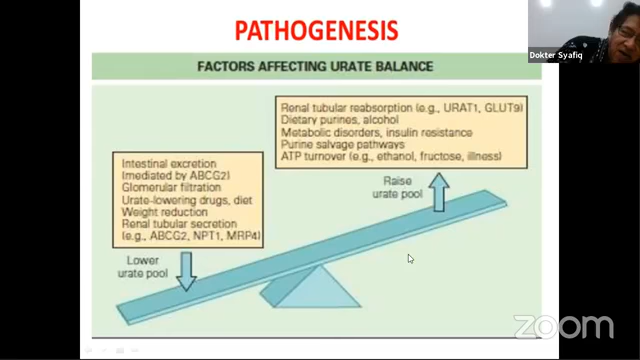 PATHOGENESIS
Dokter Syafiq
FACTORS AFFECTING URATE BALANCE
Renal tubular reabsorption (e.g., URAT1, GLUT9)
Dietary purines, alcohol
Metabolic disorders, insulin resistance
Purine salvage pathways
ATP turnover (e.g., ethanol, fructose, illness)
Intestinal excretion
(mediated by ABCG2)
Glomerular filtration
Urate-lowering drugs, diet
Weight reduction
Renal tubular secretion
(e.g., ABCG2, NPT1, MRP4)
Raise
urate pool
Lower
urate pool
zoom